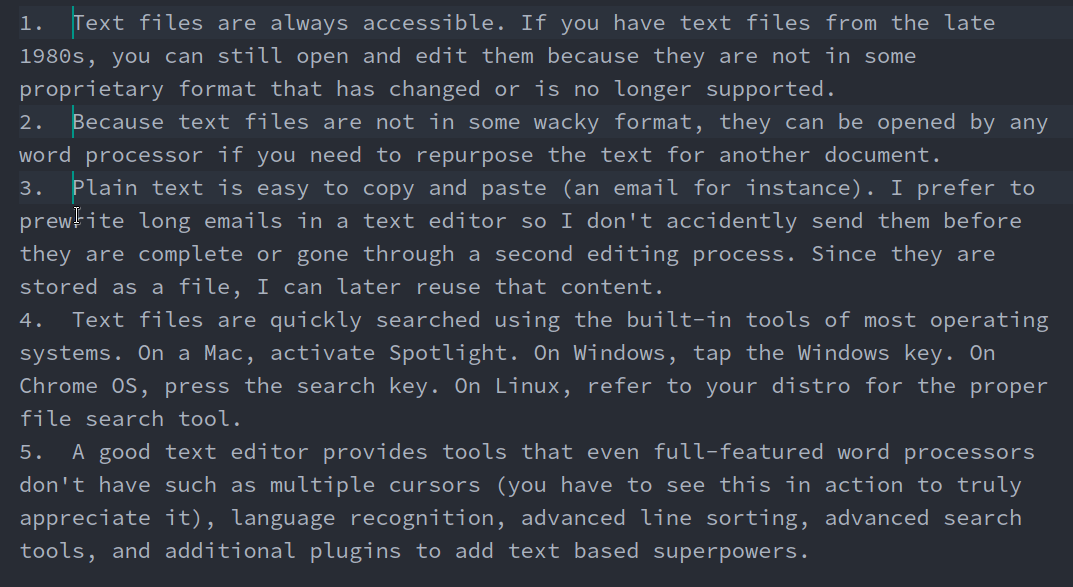 1.  Text files are always accessible. If you have text files from the late
1980s, you can still open and edit them because they are not in some
proprietary format that has changed or is no longer supported.
2.  Because text files are not in some wacky format, they can be opened by any
word processor if you need to repurpose the text for another document.
3.  Plain text is easy to copy and paste (an email for instance). I prefer to
prewrite long emails in a text editor so I don't accidently send them before
they are complete or gone through a second editing process. Since they are
stored as a file, I can later reuse that content.
4.  Text files are quickly searched using the built-in tools of most operating
systems. On a Mac, activate Spotlight. On Windows, tap the Windows key. On
Chrome OS, press the search key. On Linux, refer to your distro for the proper
file search tool.
5.  A good text editor provides tools that even full-featured word processors
don't have such as multiple cursors (you have to see this in action to truly
appreciate it), language recognition, advanced line sorting, advanced search
tools, and additional plugins to add text based superpowers.